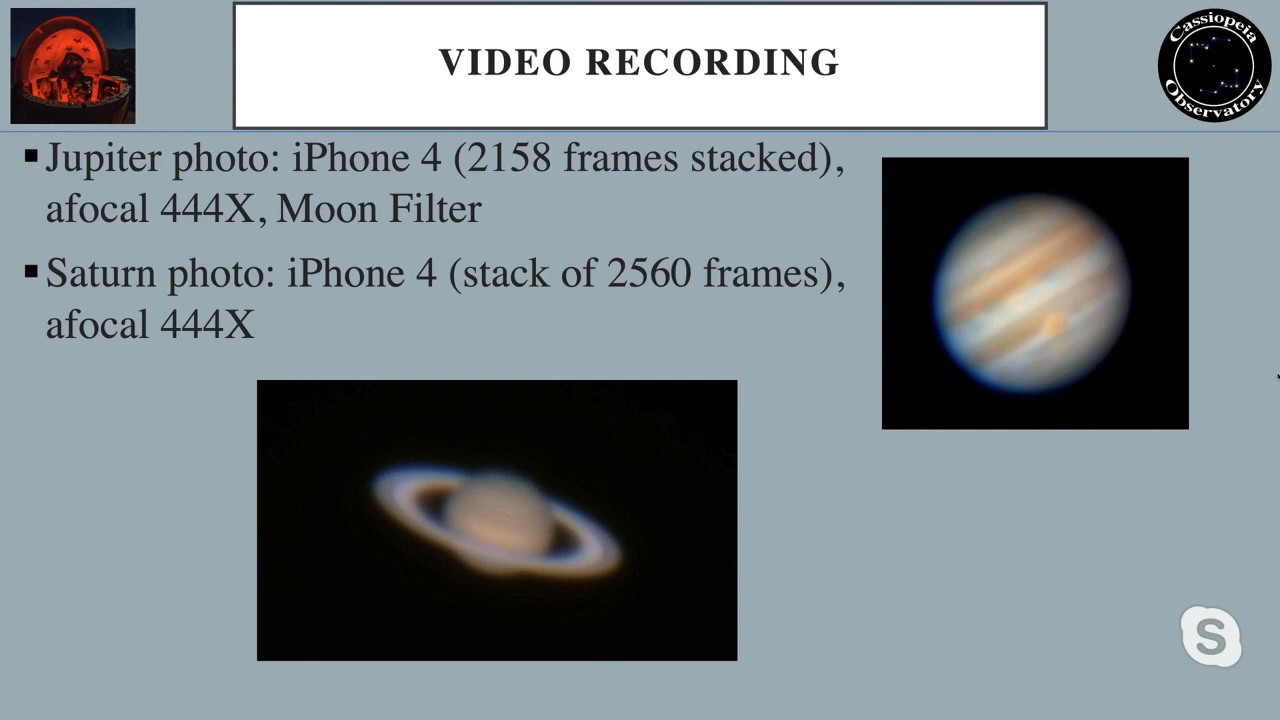 VIDEO RECORDING
Cassiopeia
Observatory
▪Jupiter photo: iPhone 4 (2158 frames stacked),
afocal 444X, Moon Filter
▪Saturn photo: iPhone 4 (stack of 2560 frames),
afocal 444X
S